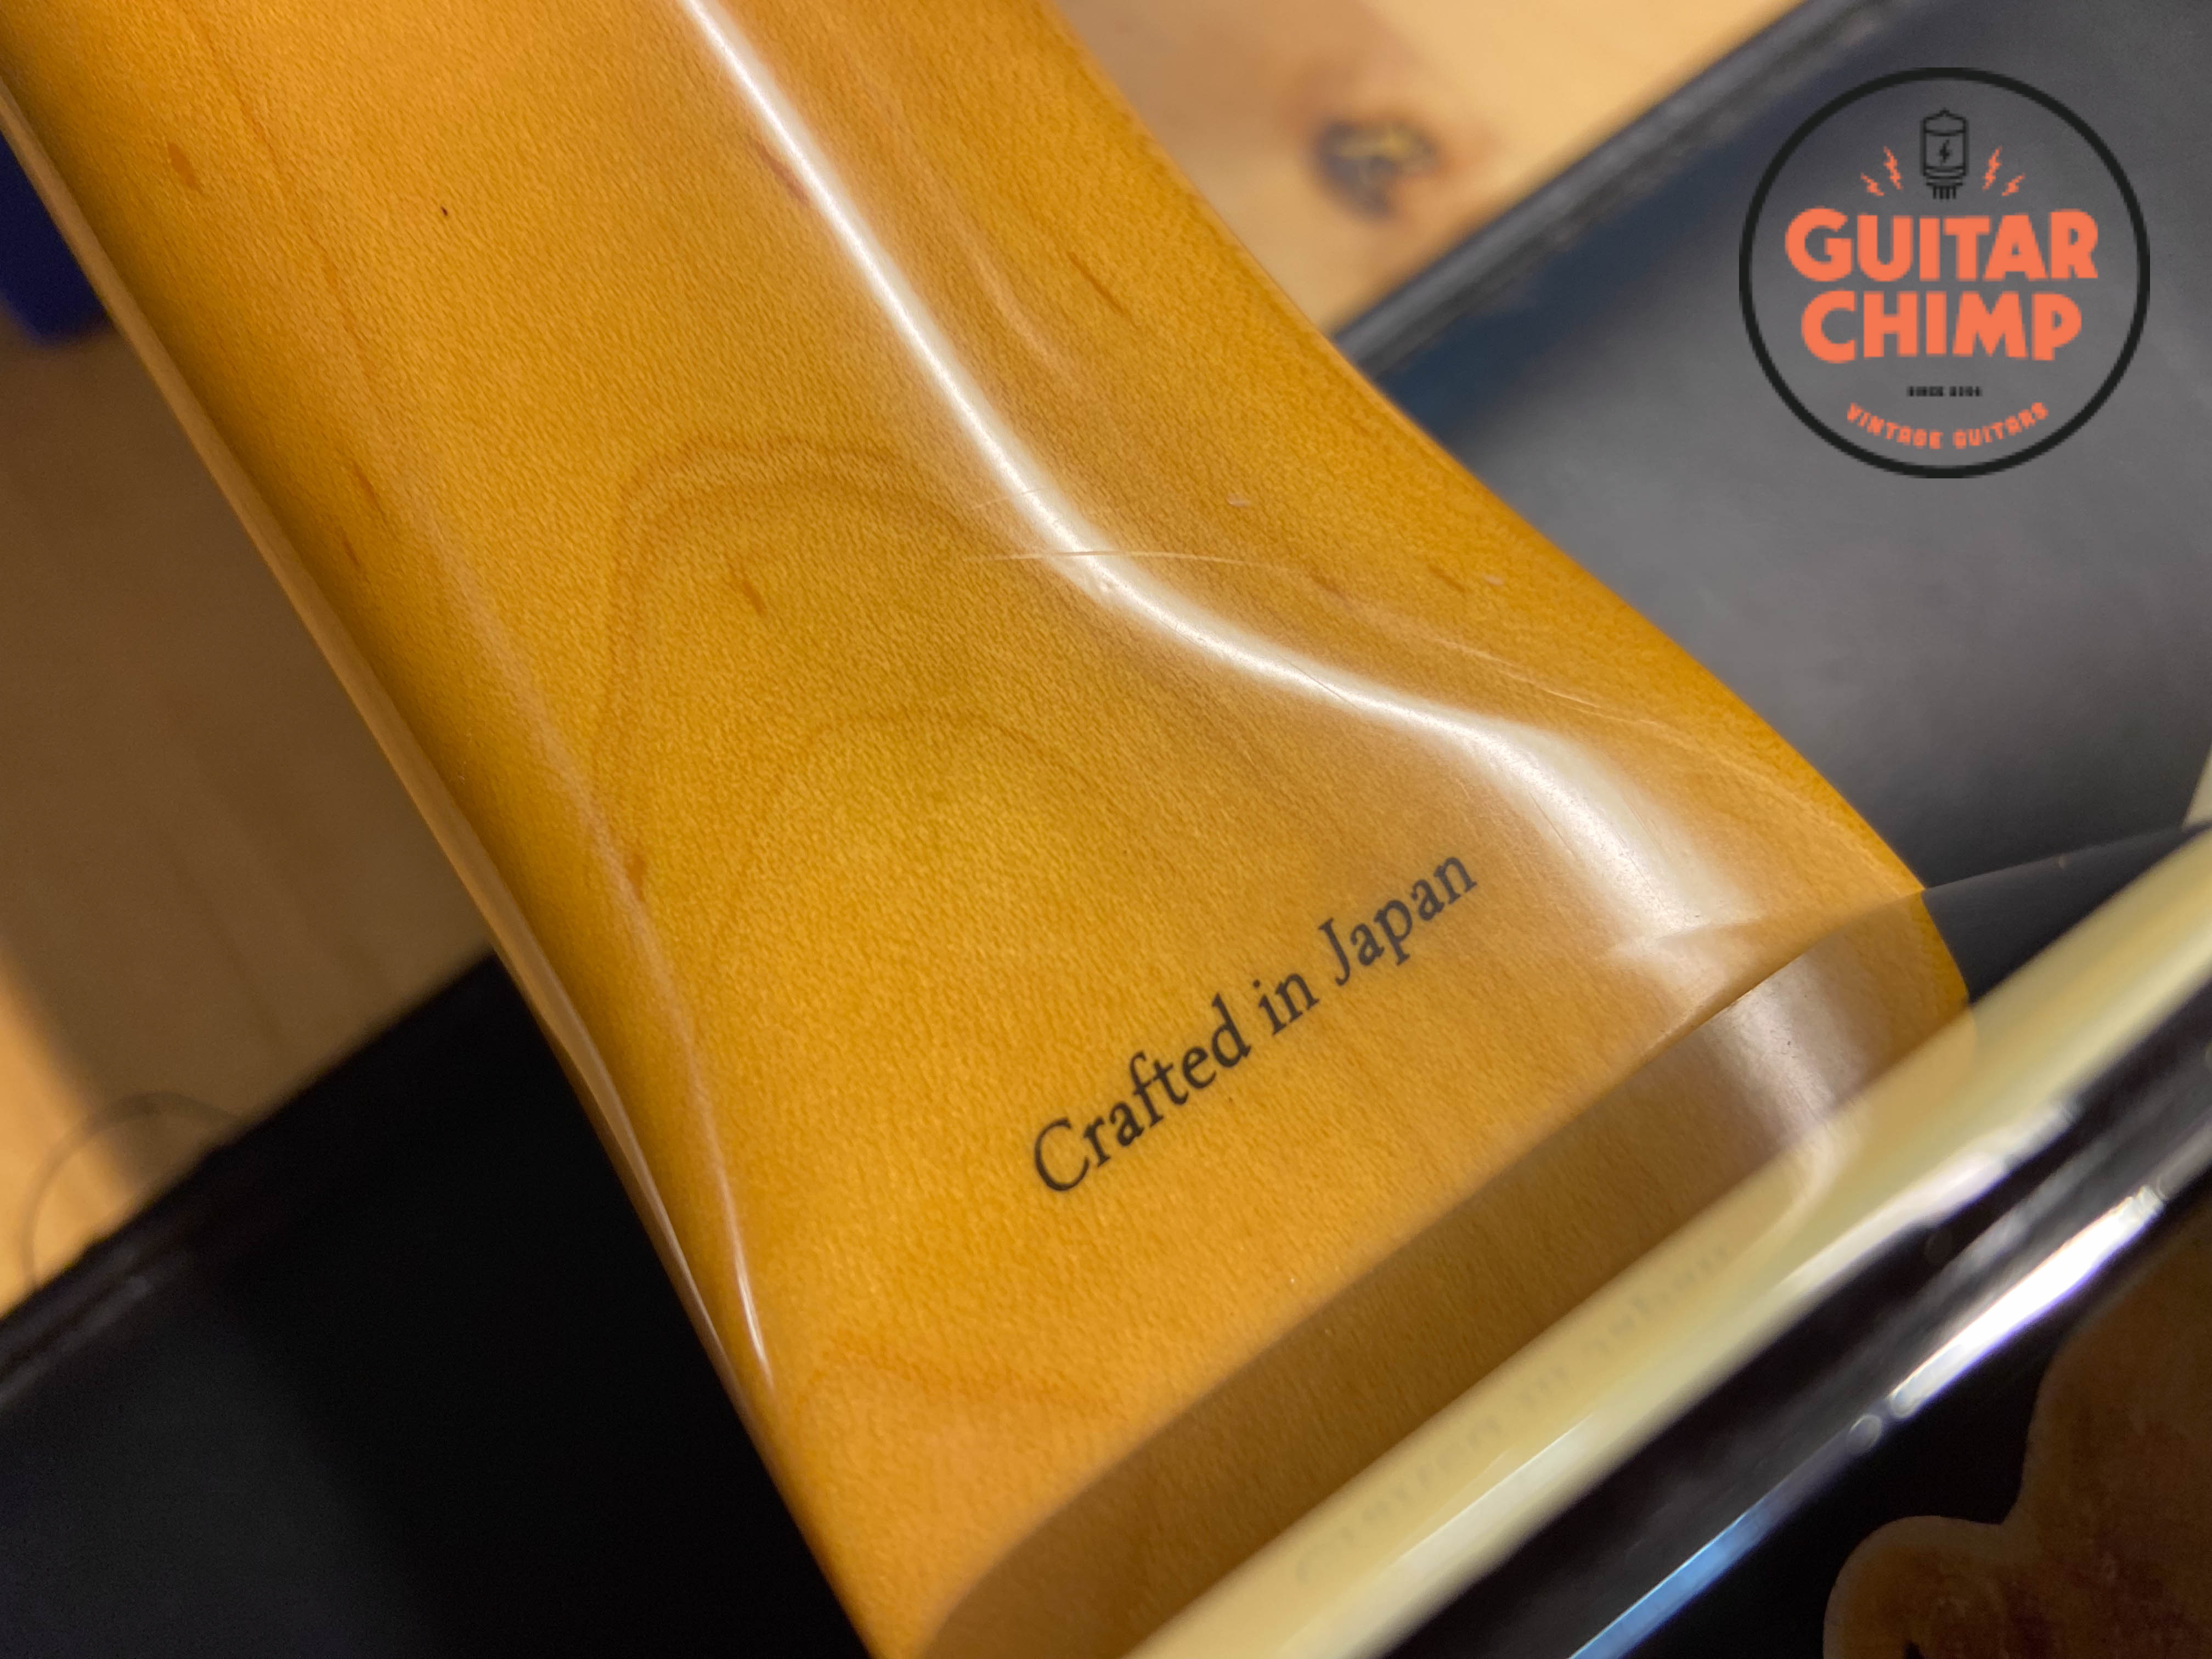 GUITAR
CHIMP
VINTAGE GUITARS
Crafted in Japan